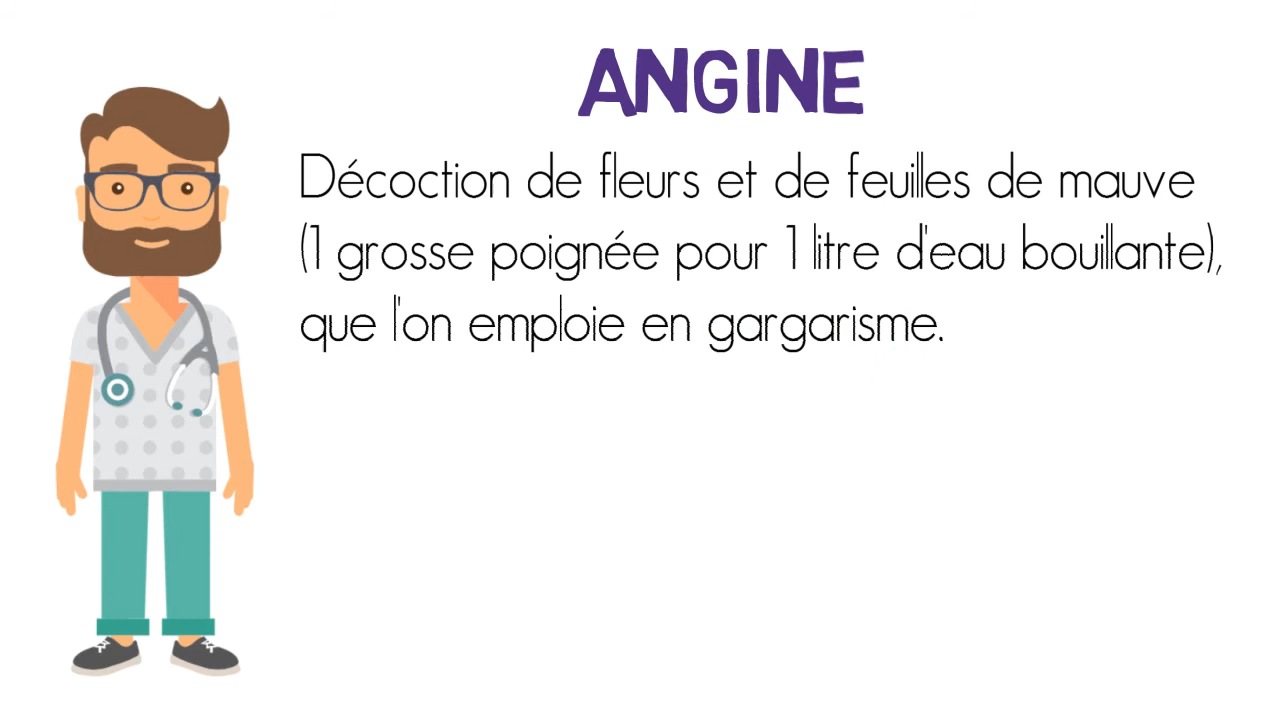 ANGINE
Décoction de fleurs et de feuilles de mauve
(1 grosse poignée pour 1 litre d'eau bouillante),
que l'on emploie en gargarisme.